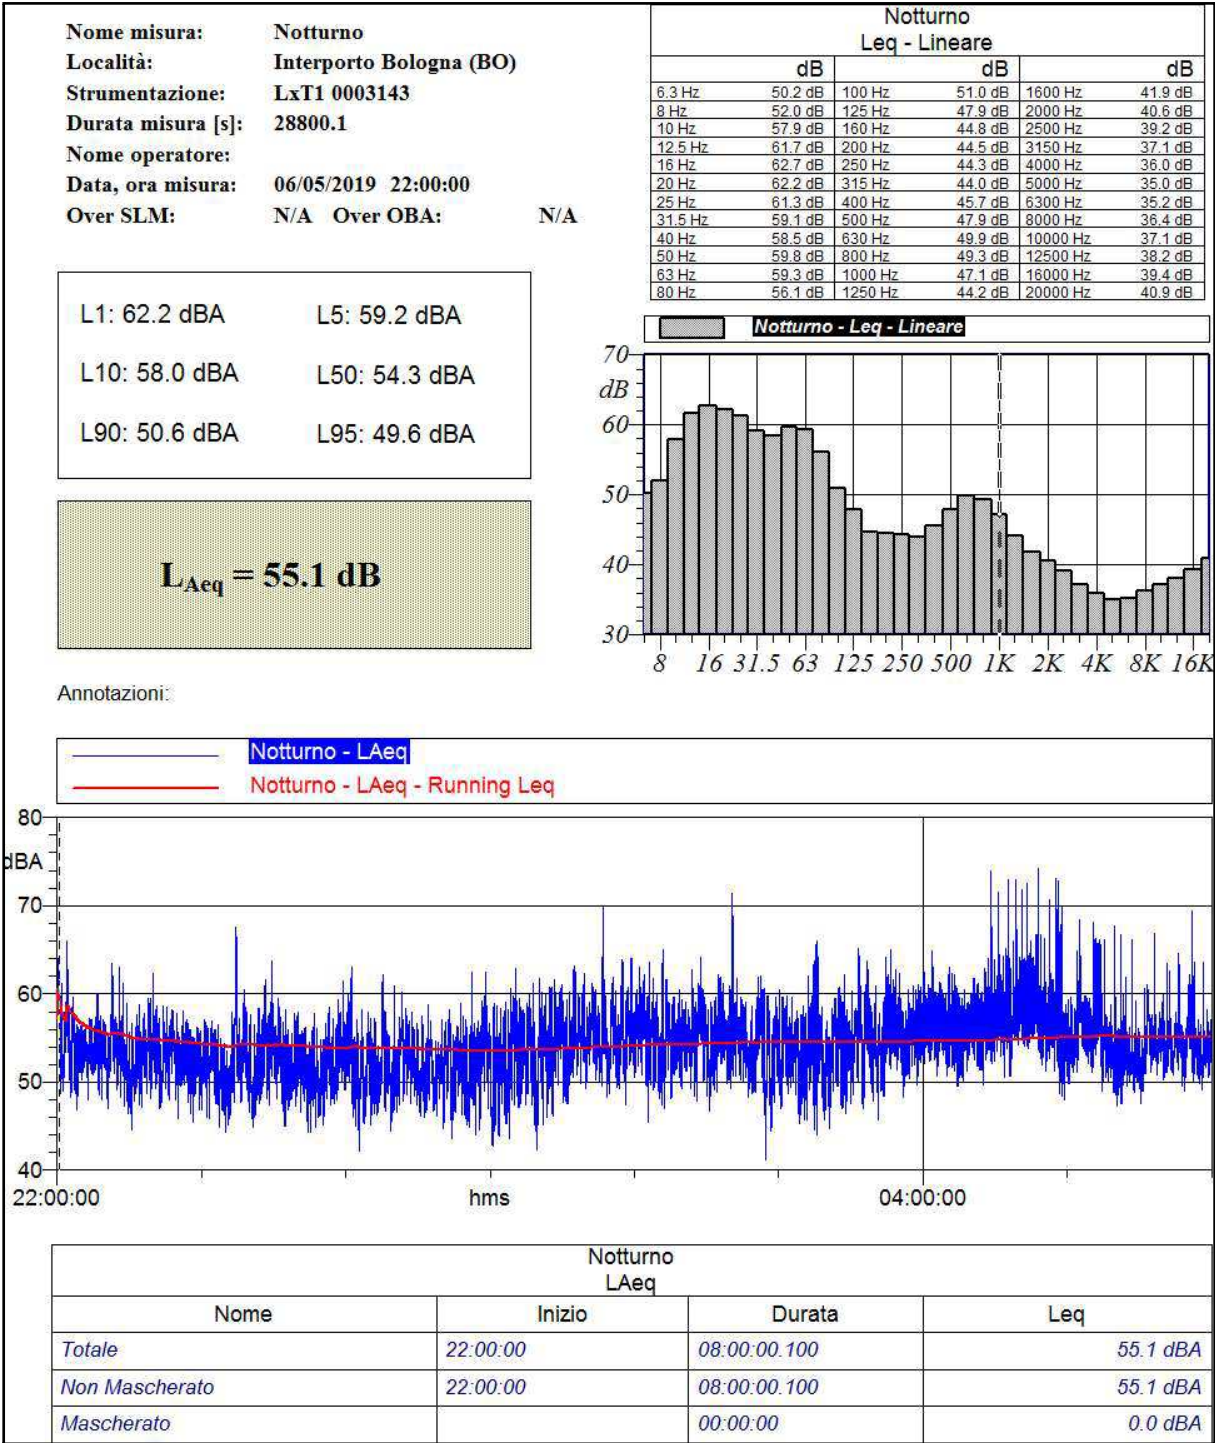 Nome misura: Notturno
Località: Interporto Bologna (BO)
Strumentazione: LxT1 0003143
Durata misura [s]: 28800.1
Nome operatore:
Data, ora misura: 06/05/2019 22:00:00
Over SLM: N/A Over OBA: N/A
Notturno
Leq - Lineare
dB dB dB
6.3 Hz 50.2 dB 100 Hz 51.0 dB 1600 Hz 41.9 dB
8 Hz 52.0 dB 125 Hz 47.9 dB 2000 Hz 40.6 dB
10 Hz 57.9 dB 160 Hz 44.8 dB 2500 Hz 39.2 dB
12.5 Hz 61.7 dB 200 Hz 44.5 dB 3150 Hz 37.1 dB
16 Hz 62.7 dB 250 Hz 44.3 dB 4000 Hz 36.0 dB
20 Hz 62.2 dB 315 Hz 44.0 dB 5000 Hz 35.0 dB
25 Hz 61.3 dB 400 Hz 45.7 dB 6300 Hz 35.2 dB
31.5 Hz 59.1 dB 500 Hz 47.9 dB 8000 Hz 36.4 dB
40 Hz 58.5 dB 630 Hz 49.9 dB 10000 Hz 37.1 dB
50 Hz 59.8 dB 800 Hz 49.3 dB 12500 Hz 38.2 dB
63 Hz 59.3 dB 1000 Hz 47.1 dB 16000 Hz 39.4 dB
80 Hz 56.1 dB 1250 Hz 44.2 dB 20000 Hz 40.9 dB
L1: 62.2 dBA L5: 59.2 dBA
L10: 58.0 dBA L50: 54.3 dBA
L90: 50.6 dBA L95: 49.6 dBA
LAeq = 55.1 dB
Notturno - Leq - Lineare
70
dB
60
50
40
30
8 16 31.5 63 125 250 500 1K 2K 4K 8K 16K
Annotazioni:
Notturno - LAeq
Notturno - LAeq - Running Leq
80
dBA
70
60
50
40
22:00:00 hms 04:00:00
Notturno
LAeq
Nome Inizio Durata Leq
Totale 22:00:00 08:00:00.100 55.1 dBA
Non Mascherato 22:00:00 08:00:00.100 55.1 dBA
Mascherato 00:00:00 0.0 dBA